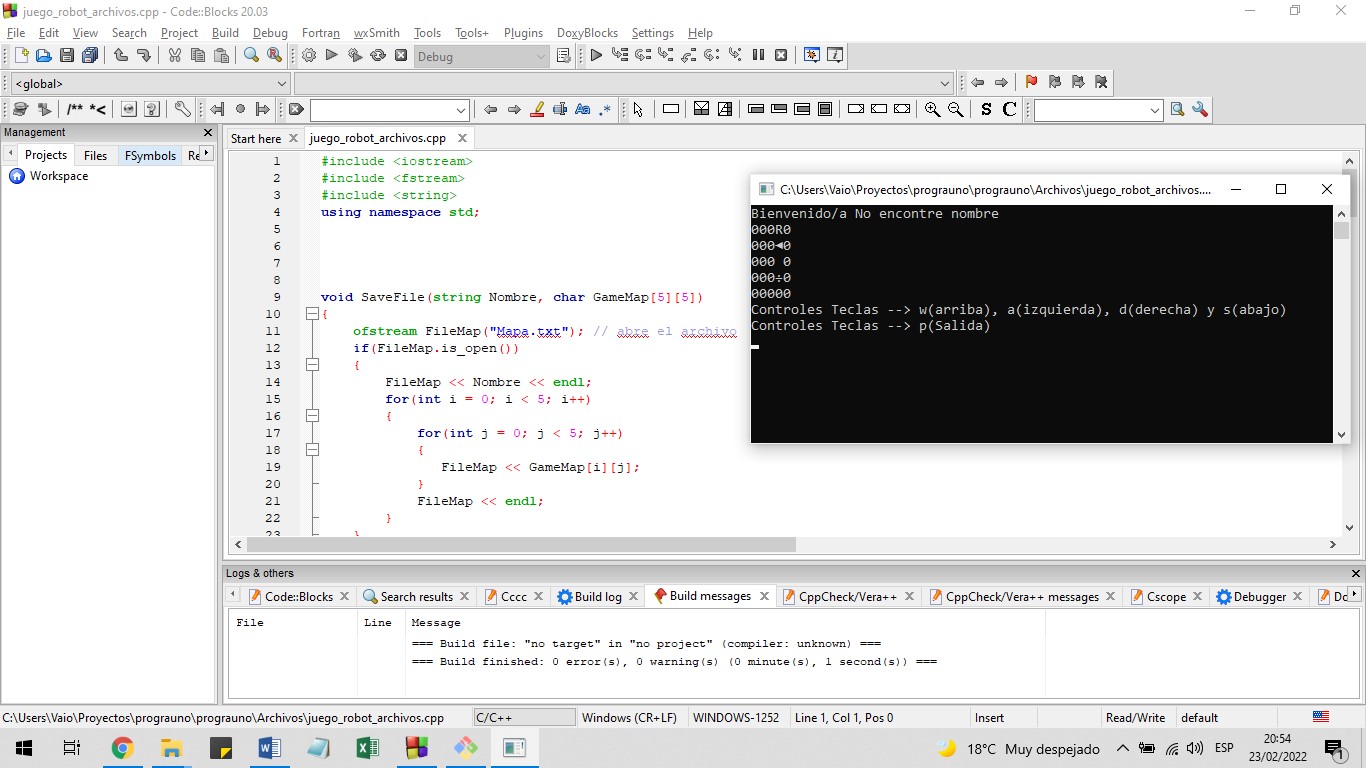 juego_robot_archivos.cpp - Code::Blocks 20.03
File Edit View Search Project Build Debug Fortran wxSmith Tools Tools+ Plugins DoxyBlocks Settings Help
Debug
<global>
/** *< Aa .* S C
Management
Projects Files FSymbols Re
Workspace
Start here juego_robot_archivos.cpp
1 #include <iostream>
2 #include <fstream>
3 #include <string>
4 using namespace std;
5
6
7
8
9 void SaveFile(string Nombre, char GameMap[5][5])
10 {
11 ofstream FileMap("Mapa.txt"); // abre el archivo
12 if(FileMap.is_open())
13 {
14 FileMap << Nombre << endl;
15 for(int i = 0; i < 5; i++)
16 {
17 for(int j = 0; j < 5; j++)
18 {
19 FileMap << GameMap[i][j];
20 }
21 FileMap << endl;
22 }
23 }
C:\Users\Vaio\Proyectos\prograuno\prograuno\Archivos\juego_robot_archivos....
Bienvenido/a No encontre nombre
000R0
000◄0
000 0
000÷0
00000
Controles Teclas --> w(arriba), a(izquierda), d(derecha) y s(abajo)
Controles Teclas --> p(Salida)
Logs & others
Code::Blocks Search results Cccc Build log Build messages CppCheck/Vera++ CppCheck/Vera++ messages Cscope Debugger Dc
File Line Message
=== Build file: "no target" in "no project" (compiler: unknown) ===
=== Build finished: 0 error(s), 0 warning(s) (0 minute(s), 1 second(s)) ===
C:\Users\Vaio\Proyectos\prograuno\prograuno\Archivos\juego_robot_archivos.cpp C/C++ Windows (CR+LF) WINDOWS-1252 Line 1, Col 1, Pos 0 Insert Read/Write default
18°C Muy despejado ESP 20:54
23/02/2022 1